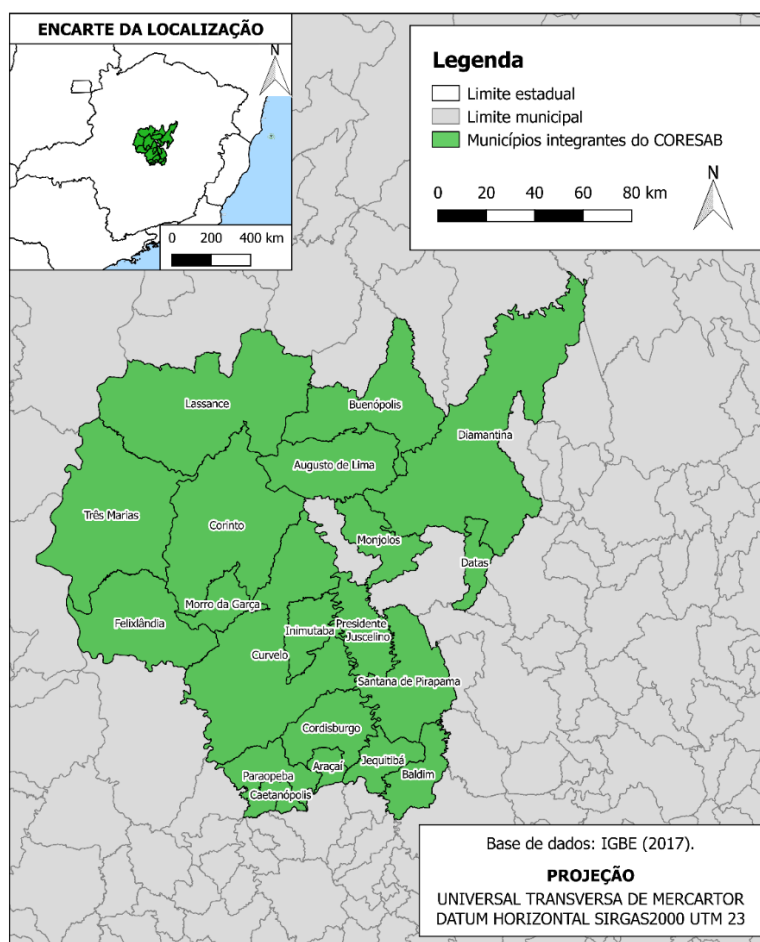 ENCARTE DA LOCALIZAÇÃO
N
0 200 400 km
Legenda
Limite estadual
Limite municipal
Municípios integrantes do CORESAB
0 20 40 60 80 km
N
Lassance
Buenópolis
Diamantina
Augusto de Lima
Três Marias
Corinto
Monjolos
Datas
Morro da Garça
Felixlândia
Inimutaba
Presidente
Juscelino
Curvelo
Santana de Pirapama
Cordisburgo
Araçaí
Jequitibá
Paraopeba
Baldim
Caetanópolis
Base de dados: IGBE (2017).
PROJEÇÃO
UNIVERSAL TRANSVERSA DE MERCARTOR
DATUM HORIZONTAL SIRGAS2000 UTM 23